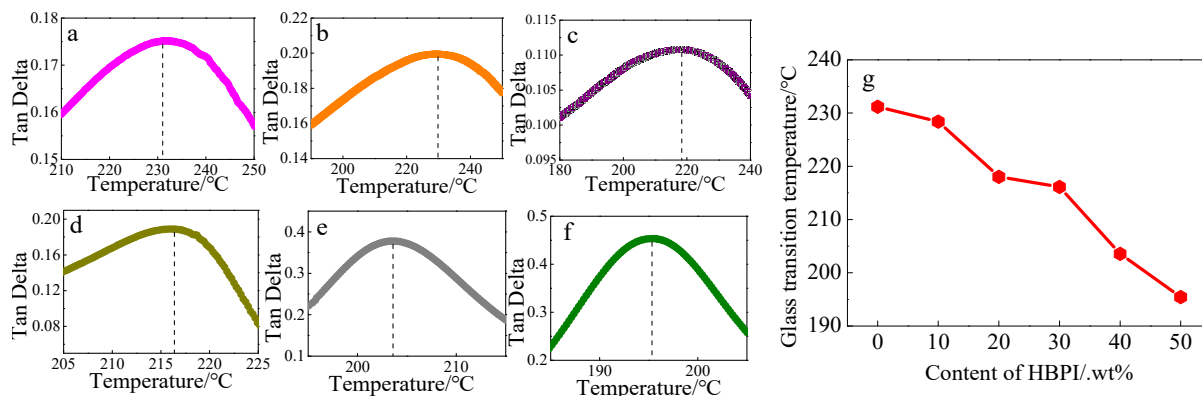 a
0.18
0.17
0.16
0.15
Tan Delta
210 220 230 240 250
Temperature/°C
b
0.20
0.18
0.16
0.14
Tan Delta
200 220 240
Temperature/°C
c
0.115
0.110
0.105
0.100
0.095
Tan Delta
180 200 220 240
Temperature/°C
d
0.20
0.16
0.12
0.08
Tan Delta
205 210 215 220 225
Temperature/°C
e
0.4
0.3
0.2
0.1
Tan Delta
200 210
Temperature/°C
f
0.5
0.4
0.3
0.2
Tan Delta
190 200
Temperature/°C
g
230
220
210
200
190
Glass transition temperature/°C
0 10 20 30 40 50
Content of HBPI/.wt%